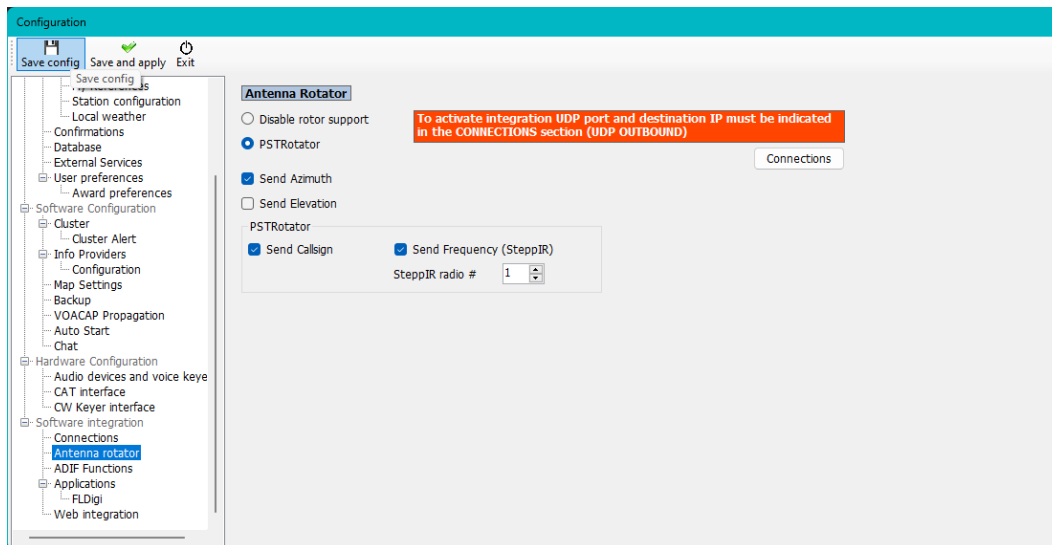 Configuration
Save config
Save and apply
Exit
Save config
Station configuration
Local weather
Confirmations
Database
External Services
User preferences
Award preferences
Software Configuration
Cluster
Cluster Alert
Info Providers
Configuration
Map Settings
Backup
VOACAP Propagation
Auto Start
Chat
Hardware Configuration
Audio devices and voice keye
CAT interface
CW Keyer interface
Software integration
Connections
Antenna rotator
ADIF Functions
Applications
FLDigi
Web integration
Antenna Rotator
Disable rotor support
PSTRotator
To activate integration UDP port and destination IP must be indicated
in the CONNECTIONS section (UDP OUTBOUND)
Connections
Send Azimuth
Send Elevation
PSTRotator
Send Callsign
Send Frequency (SteppIR)
SteppIR radio #
1